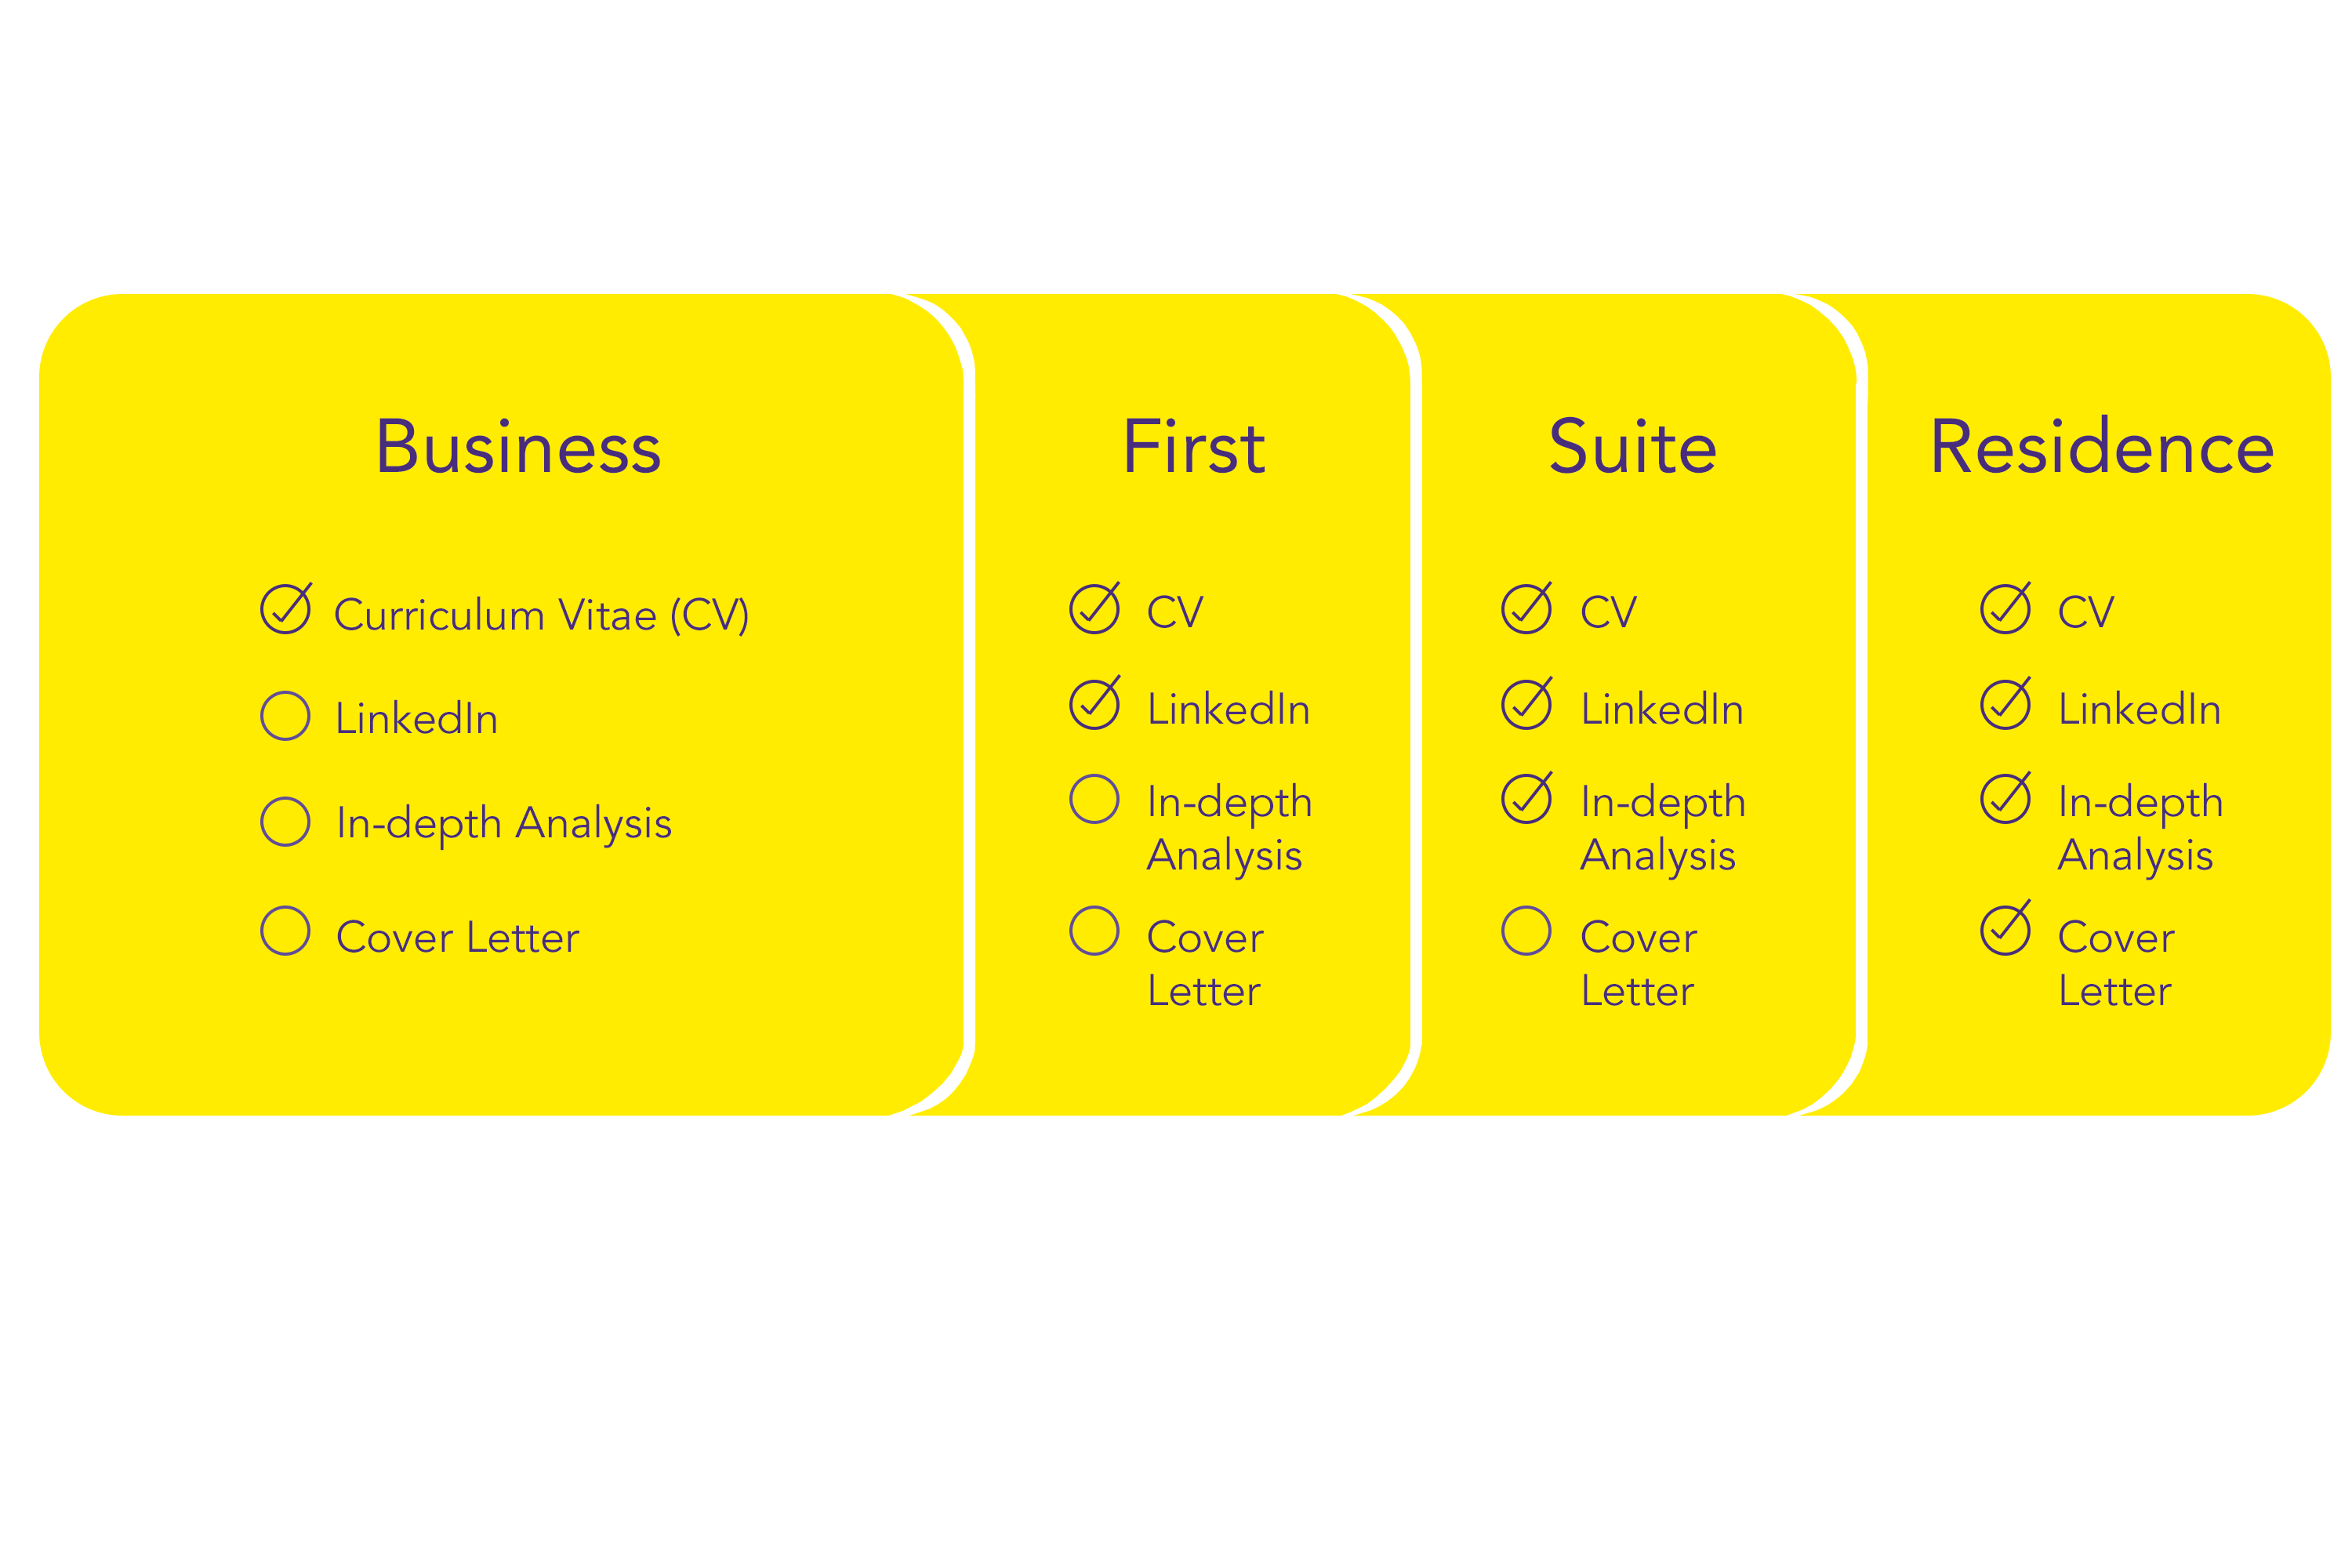 Business
Curriculum Vitae (CV)
LinkedIn
In-depth Analysis
Cover Letter
First
CV
LinkedIn
In-depth
Analysis
Cover
Letter
Suite
CV
LinkedIn
In-depth
Analysis
Cover
Letter
Residence
CV
LinkedIn
In-depth
Analysis
Cover
Letter